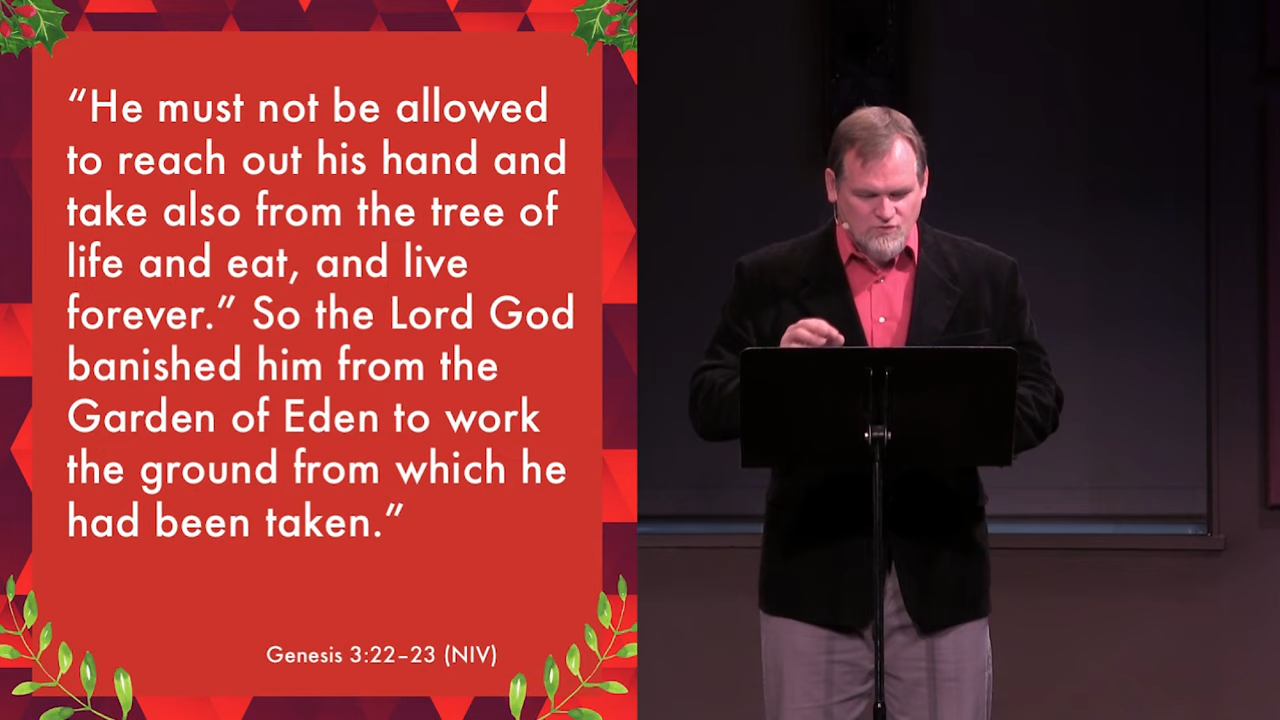 “He must not be allowed
to reach out his hand and
take also from the tree of
life and eat, and live
forever.” So the Lord God
banished him from the
Garden of Eden to work
the ground from which he
had been taken.”
Genesis 3:22–23 (NIV)